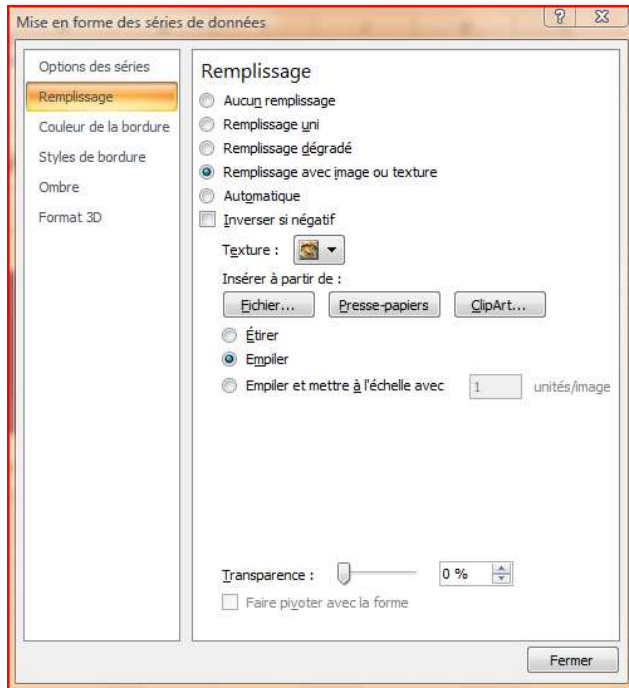 Mise en forme des séries de données
Options des séries
Remplissage
Couleur de la bordure
Styles de bordure
Ombre
Format 3D
Remplissage
Aucun remplissage
Remplissage uni
Remplissage dégradé
Remplissage avec image ou texture
Automatique
Inverser si négatif
Texture :
Insérer à partir de :
Fichier... Presse-papiers ClipArt...
Étirer
Empiler
Empiler et mettre à l'échelle avec 1 unités/image
Transparence : 0 %
Faire pivoter avec la forme
Fermer